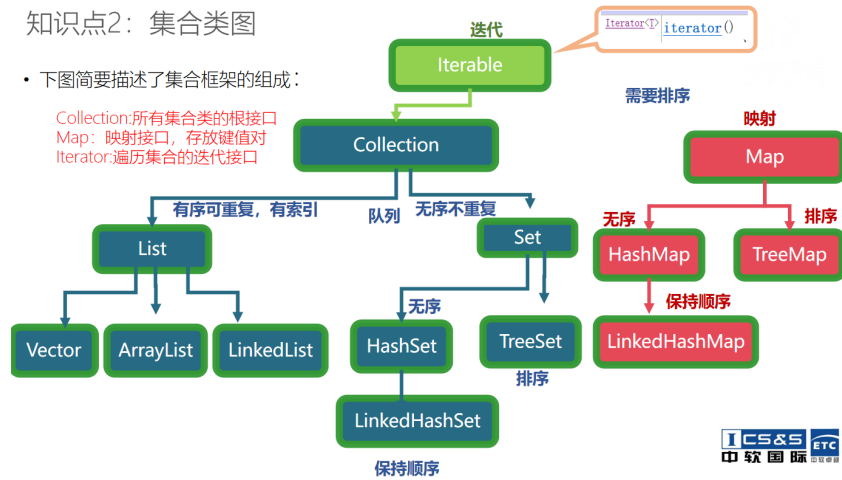 知识点2：集合类图
迭代
Iterator<T> iterator()
Iterable
• 下图简要描述了集合框架的组成：
需要排序
Collection:所有集合类的根接口
Map：映射接口，存放键值对
Iterator:遍历集合的迭代接口
映射
Collection
Map
有序可重复，有索引
队列
无序不重复
无序
排序
List
Set
HashMap
TreeMap
无序
保持顺序
Vector
ArrayList
LinkedList
HashSet
TreeSet
LinkedHashMap
排序
LinkedHashSet
保持顺序
ICS&S
ETC
中软国际
中软卓越